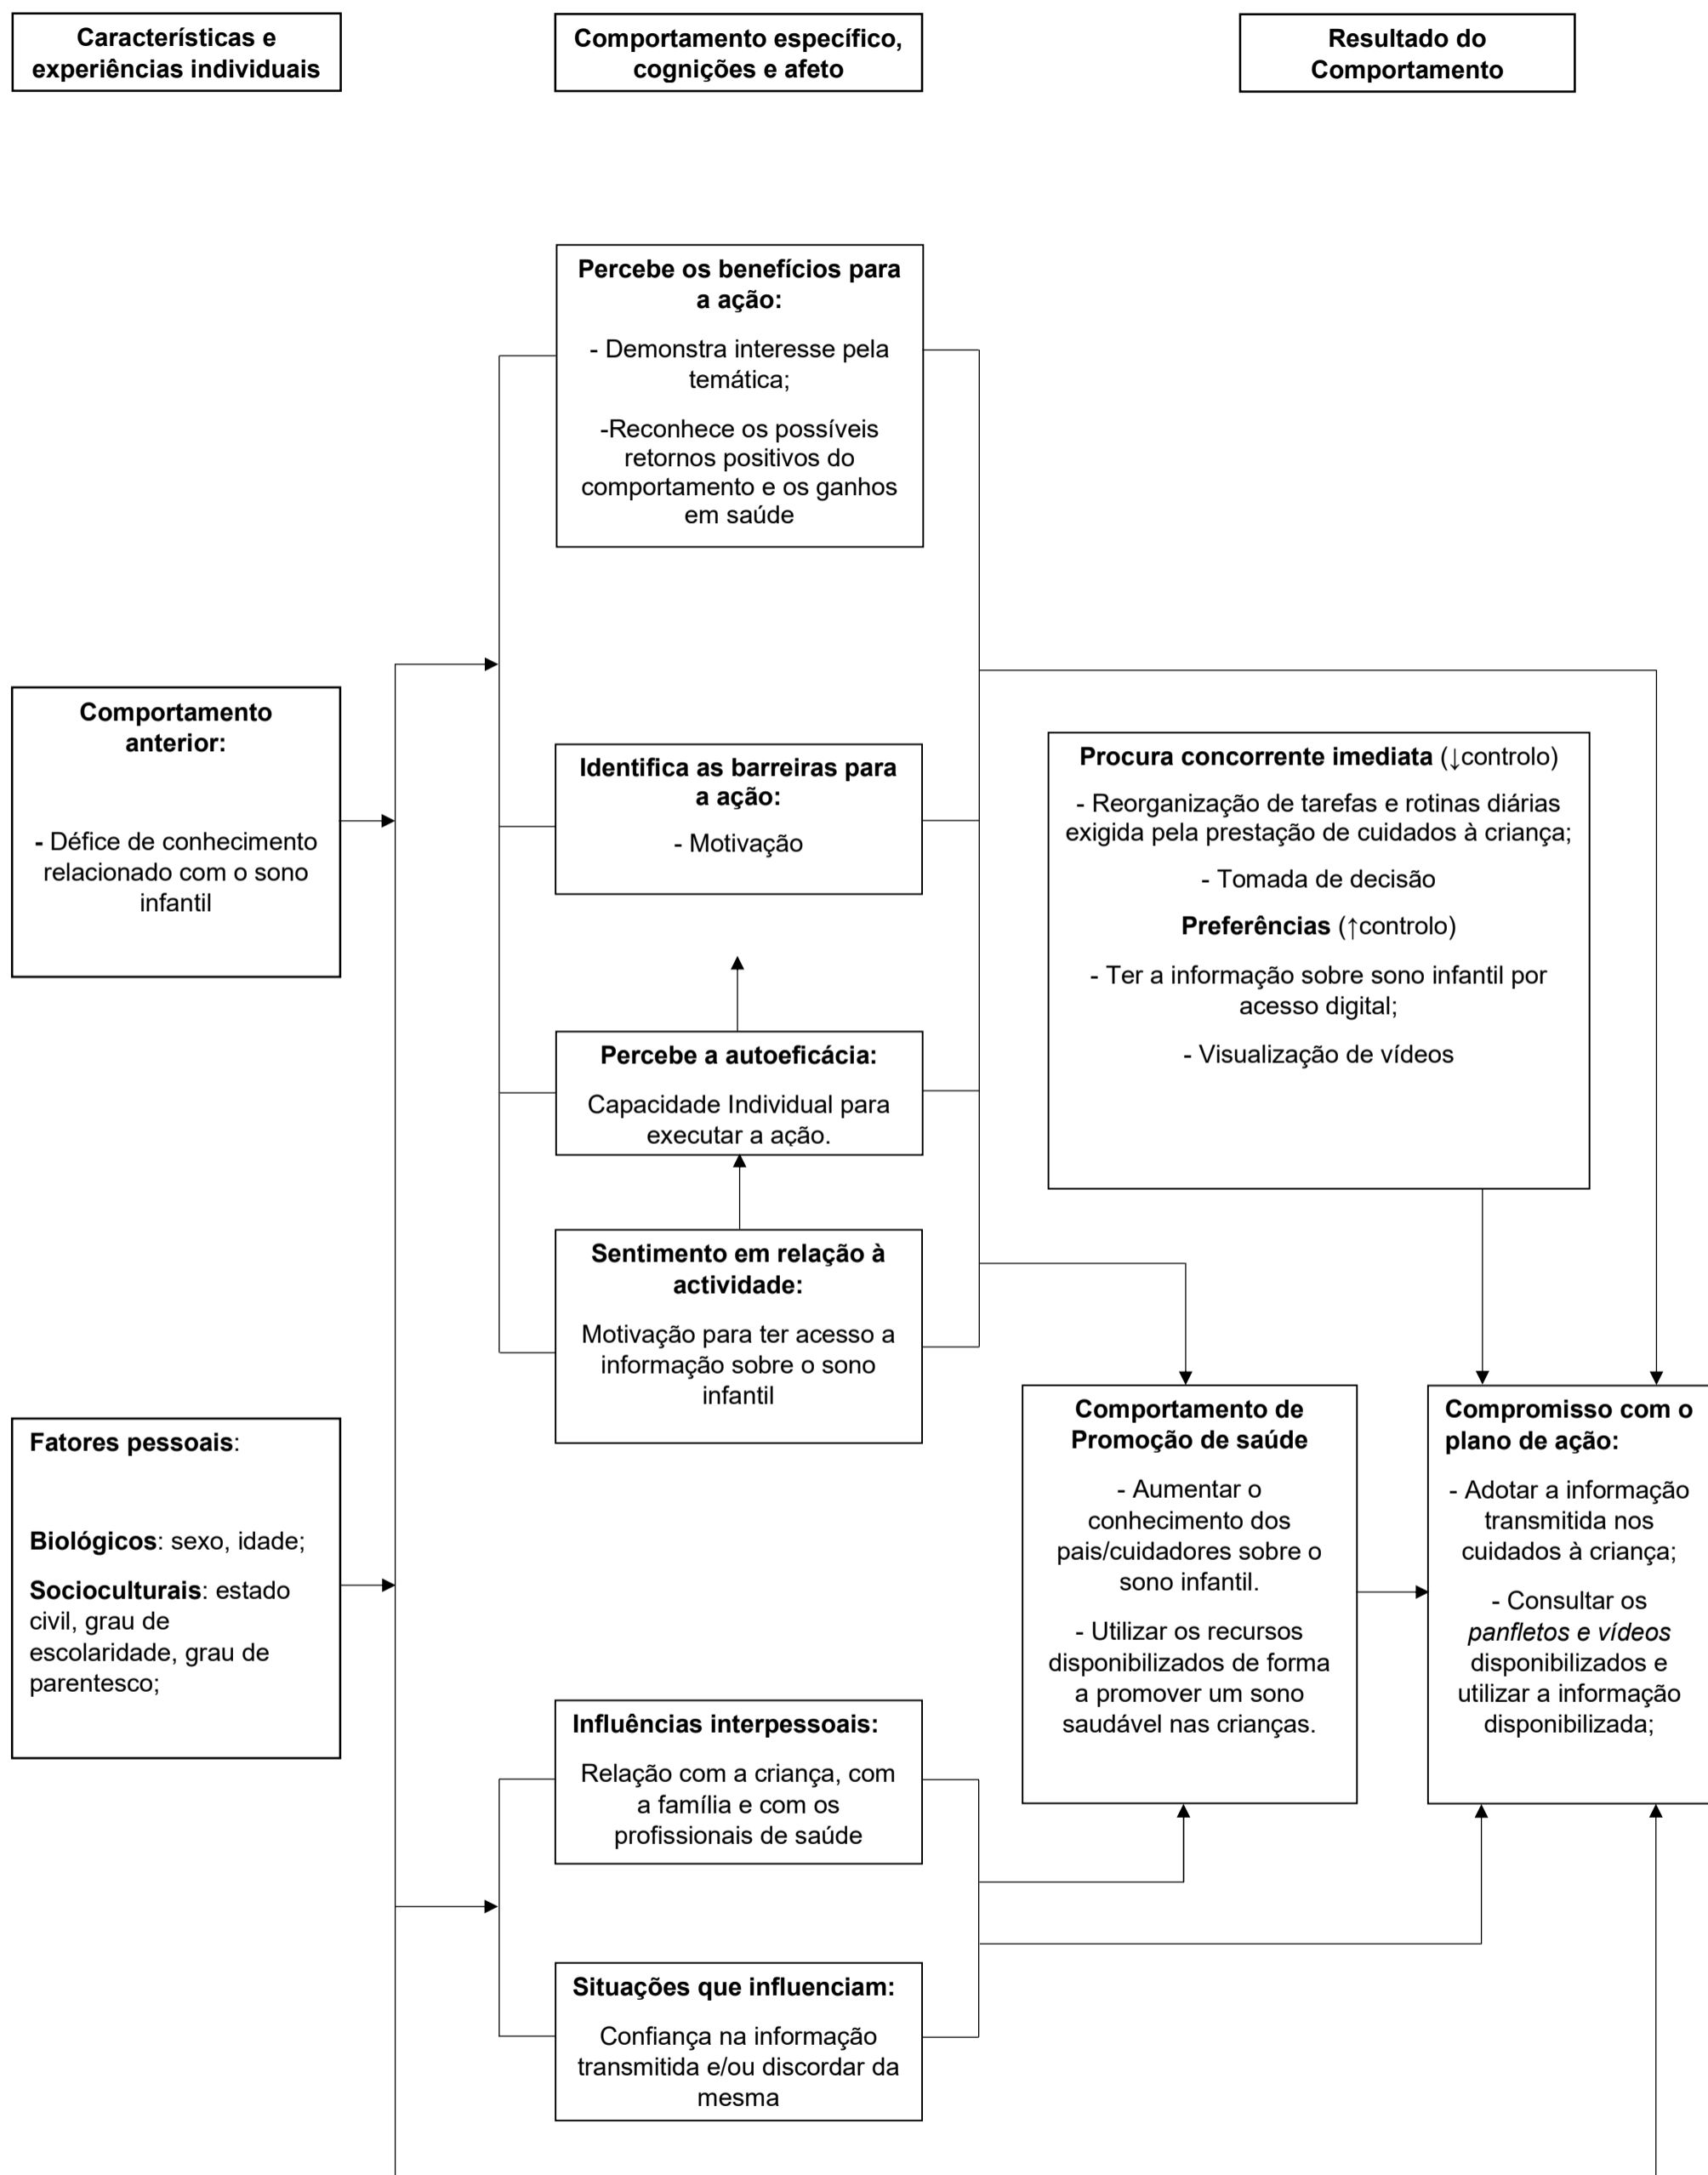 Características e
experiências individuais
Comportamento específico,
cognições e afeto
Resultado do
Comportamento
Percebe os benefícios para
a ação:
- Demonstra interesse pela
temática;
-Reconhece os possíveis
retornos positivos do
comportamento e os ganhos
em saúde
Comportamento
anterior:
- Défice de conhecimento
relacionado com o sono
infantil
Identifica as barreiras para
a ação:
- Motivação
Procura concorrente imediata (↓controlo)
- Reorganização de tarefas e rotinas diárias
exigida pela prestação de cuidados à criança;
- Tomada de decisão
Preferências (↑controlo)
- Ter a informação sobre sono infantil por
acesso digital;
- Visualização de vídeos
Percebe a autoeficácia:
Capacidade Individual para
executar a ação.
Sentimento em relação à
actividade:
Motivação para ter acesso a
informação sobre o sono
infantil
Fatores pessoais:
Biológicos: sexo, idade;
Socioculturais: estado
civil, grau de
escolaridade, grau de
parentesco;
Comportamento de
Promoção de saúde
- Aumentar o
conhecimento dos
pais/cuidadores sobre o
sono infantil.
- Utilizar os recursos
disponibilizados de forma
a promover um sono
saudável nas crianças.
Compromisso com o
plano de ação:
- Adotar a informação
transmitida nos
cuidados à criança;
- Consultar os
panfletos e vídeos
disponibilizados e
utilizar a informação
disponibilizada;
Influências interpessoais:
Relação com a criança, com
a família e com os
profissionais de saúde
Situações que influenciam:
Confiança na informação
transmitida e/ou discordar da
mesma